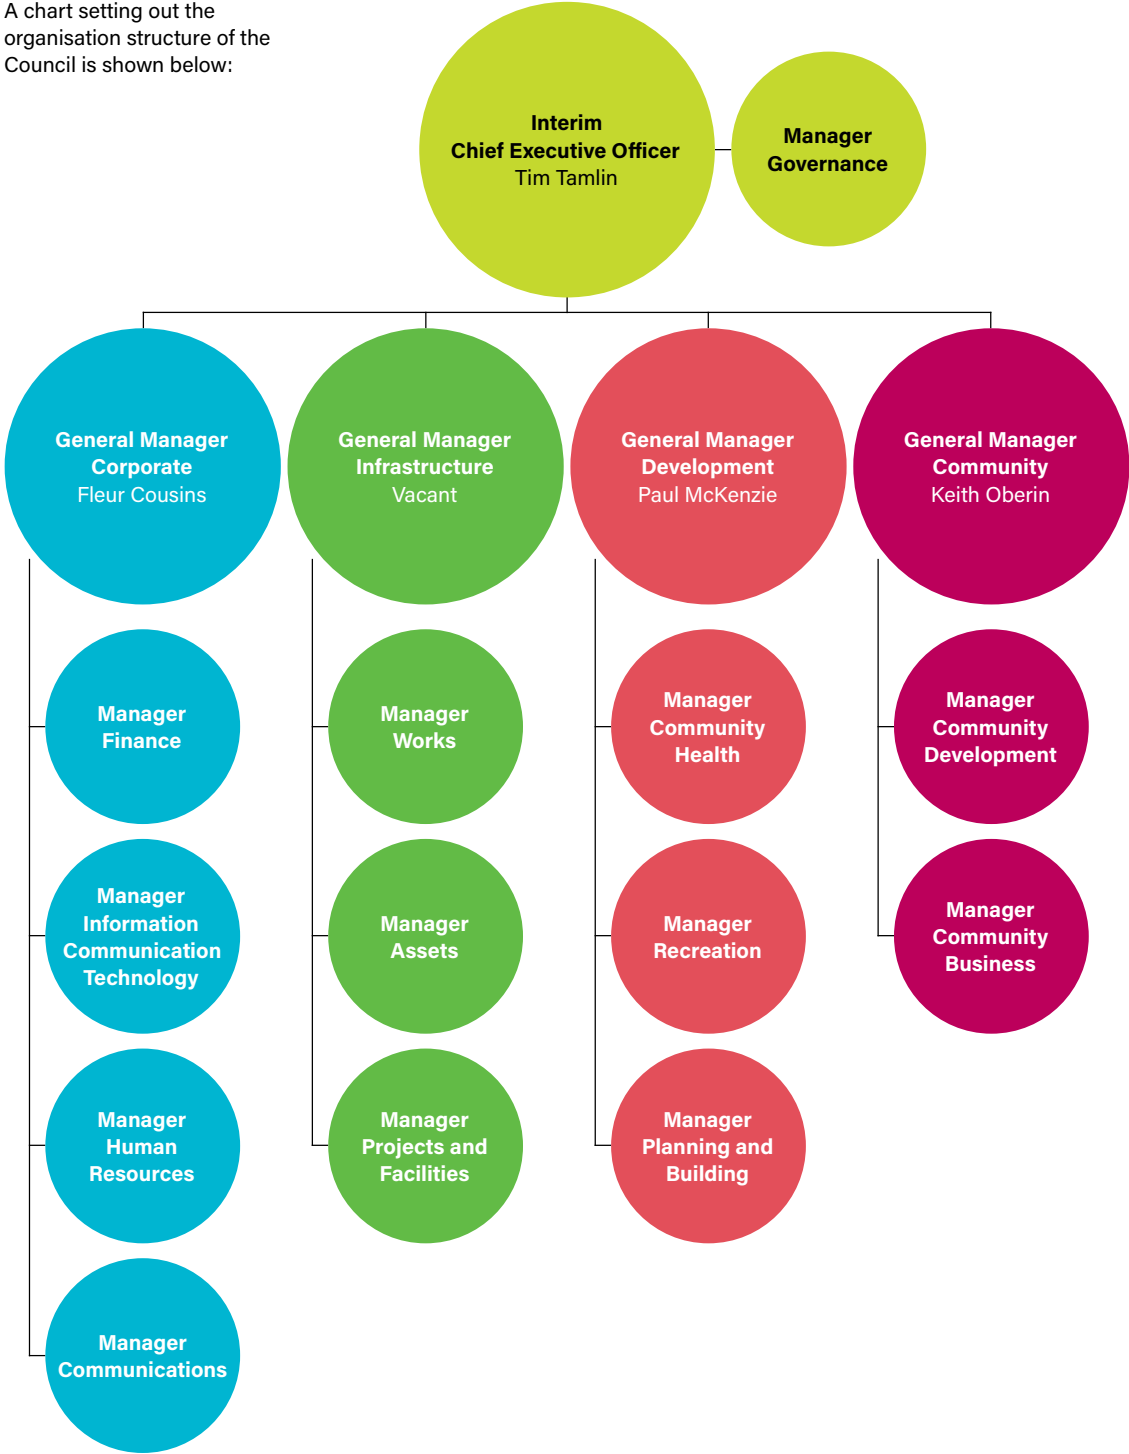 A chart setting out the
organisation structure of the
Council is shown below:
Interim
Chief Executive Officer
Tim Tamlin
Manager
Governance
General Manager
Corporate
Fleur Cousins
General Manager
Infrastructure
Vacant
General Manager
Development
Paul McKenzie
General Manager
Community
Keith Oberin
Manager
Finance
Manager
Works
Manager
Community
Health
Manager
Community
Development
Manager
Information
Communication
Technology
Manager
Assets
Manager
Recreation
Manager
Community
Business
Manager
Human
Resources
Manager
Projects and
Facilities
Manager
Planning and
Building
Manager
Communications